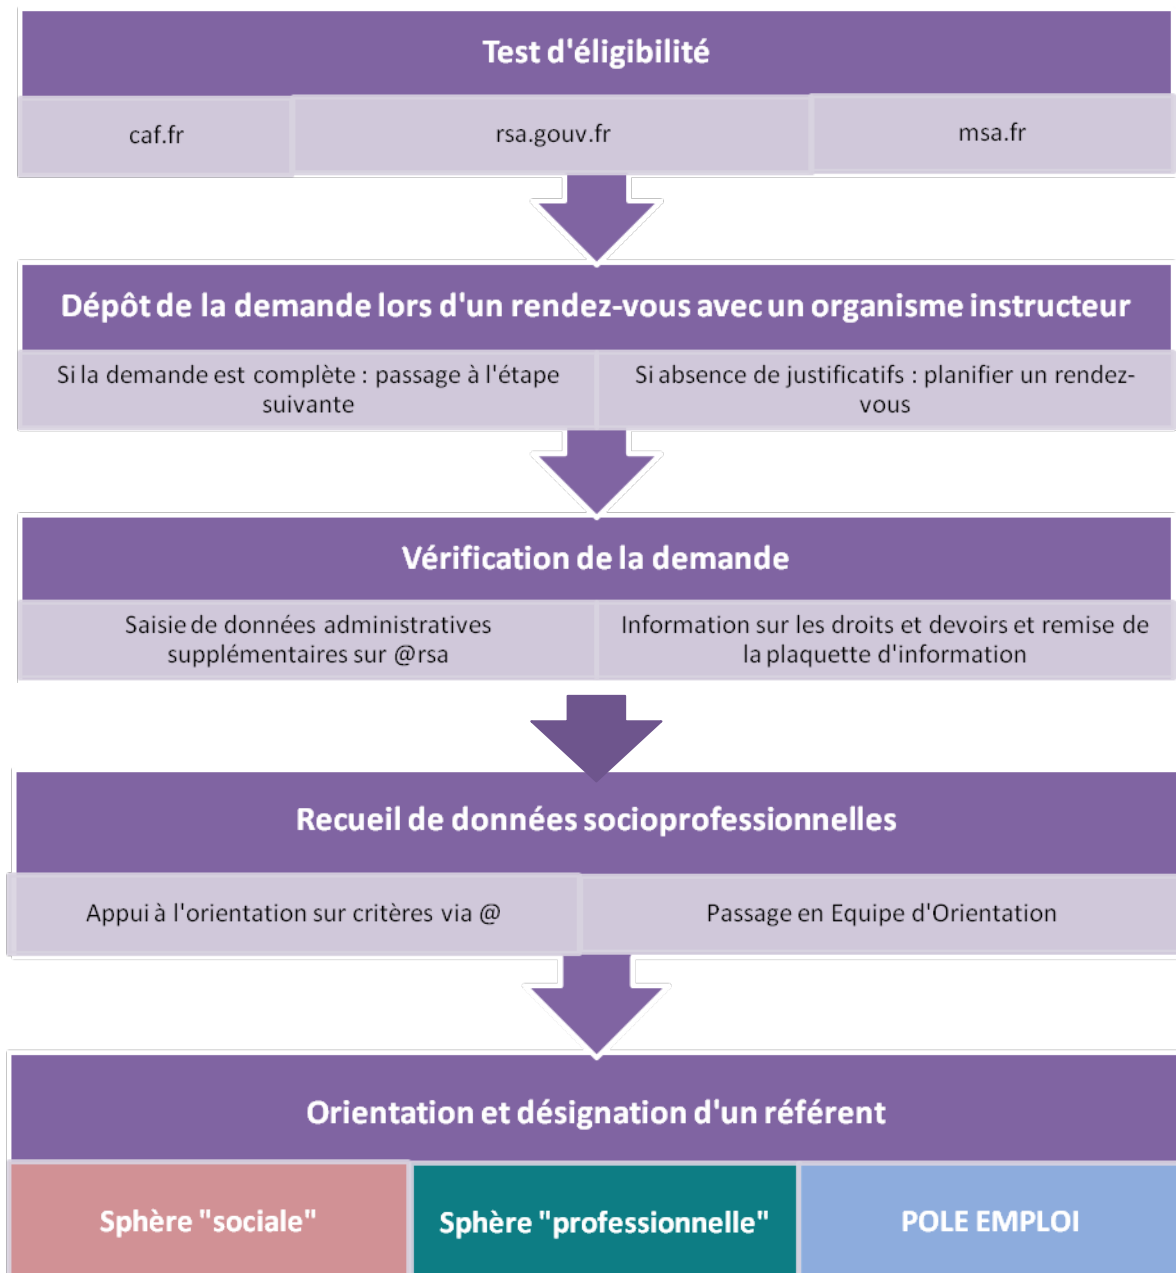 Test d'éligibilité
caf.fr
rsa.gouv.fr
msa.fr
Dépôt de la demande lors d'un rendez-vous avec un organisme instructeur
Si la demande est complète : passage à l'étape
suivante
Si absence de justificatifs : planifier un rendez-
vous
Vérification de la demande
Saisie de données administratives
supplémentaires sur @rsa
Information sur les droits et devoirs et remise de
la plaquette d'information
Recueil de données socioprofessionnelles
Appui à l'orientation sur critères via @
Passage en Equipe d'Orientation
Orientation et désignation d'un référent
Sphère "sociale"
Sphère "professionnelle"
POLE EMPLOI